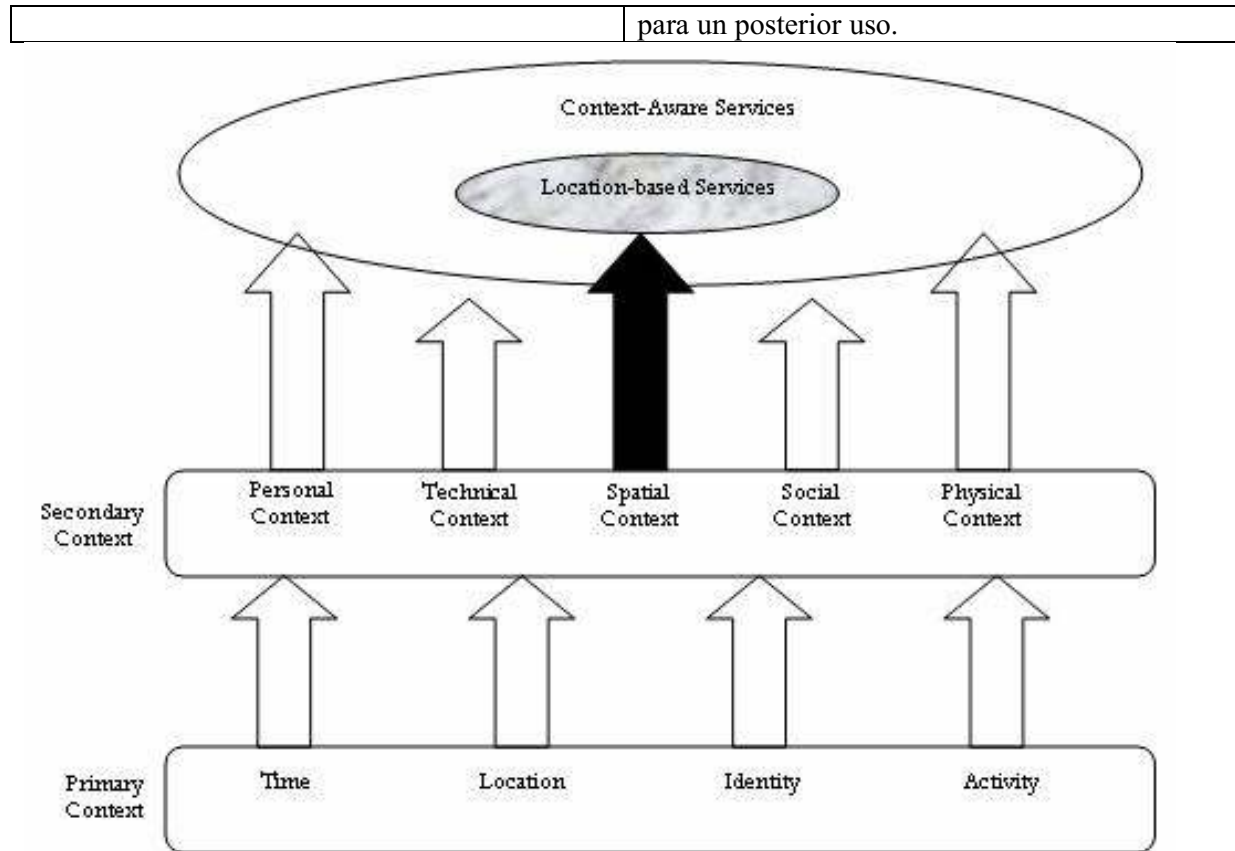 para un posterior uso.
Context-Aware Services
Location-based Services
Secondary
Context
Personal
Context
Technical
Context
Spatial
Context
Social
Context
Physical
Context
Primary
Context
Time
Location
Identity
Activity